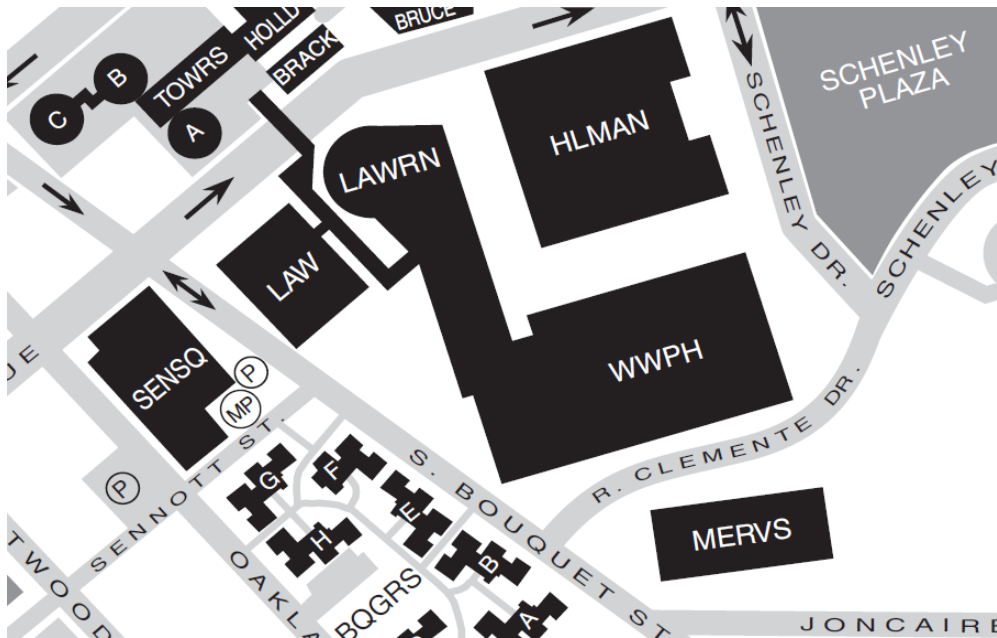 BRUCE
HOLLD
BRACK
TOWRS
B
C
A
SCHENLEY
PLAZA
HLMAN
LAWRN
SCHENLEY DR.
SCHENLEY
LAW
UE
SENSQ
P
MP
WWPH
R. CLEMENTE DR.
SENNOTT ST.
S. BOUQUET ST
P
G
F
E
H
B
A
MERVS
TWOOD
OAKLA
BQGRS
JONCAIRE